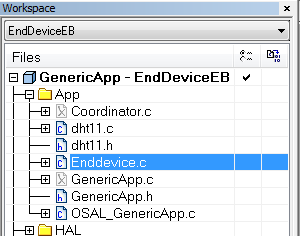 Workspace
EndDeviceEB
Files
GenericApp - EndDeviceEB
App
Coordinator.c
dht11.c
dht11.h
Enddevice.c
GenericApp.c
GenericApp.h
OSAL_GenericApp.c
HAL